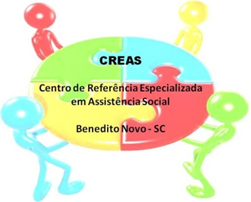 CREAS
Centro de Referência Especializada
em Assistência Social
Benedito Novo - SC